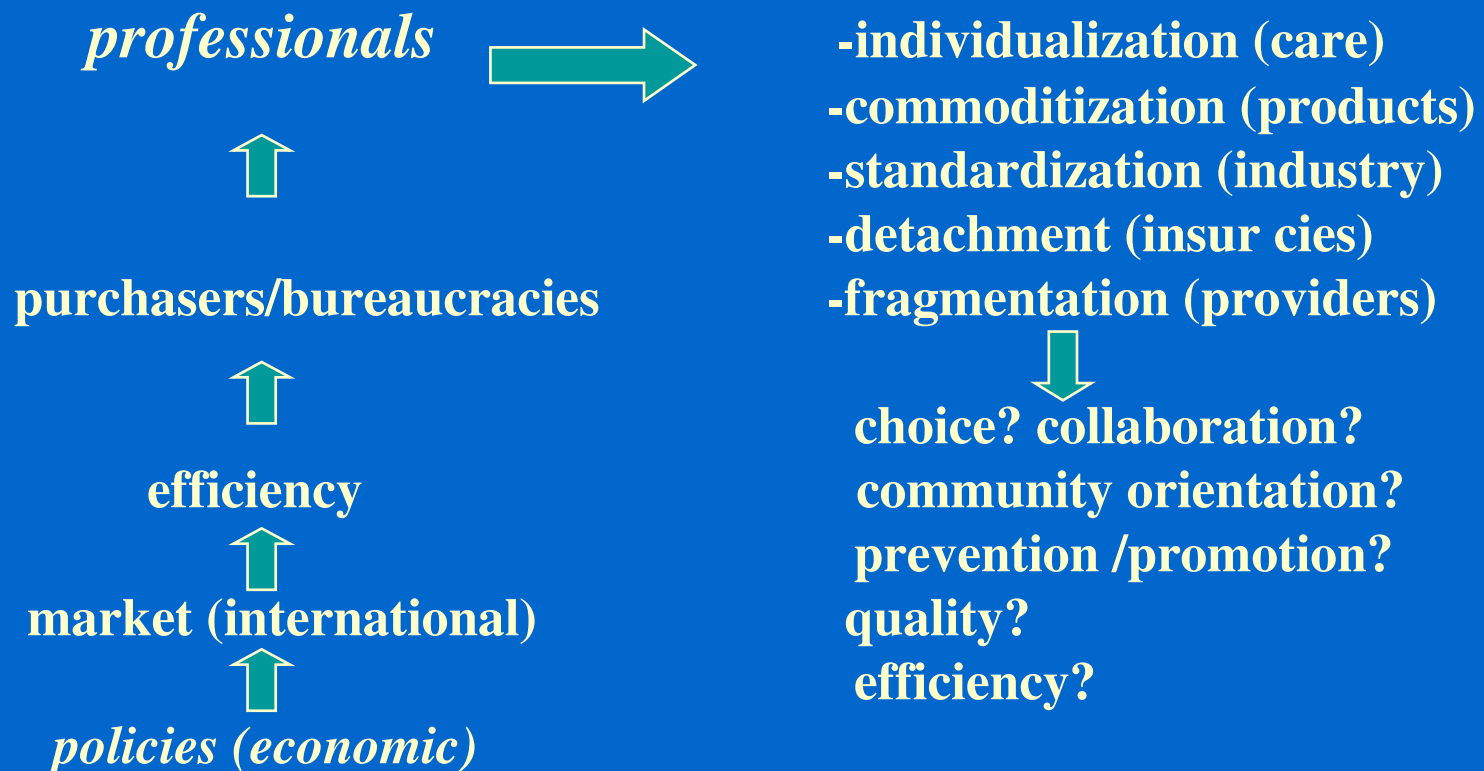 professionals
purchasers/bureaucracies
efficiency
market (international)
policies (economic)
-individualization (care)
-commoditization (products)
-standardization (industry)
-detachment (insur cies)
-fragmentation (providers)
choice? collaboration?
community orientation?
prevention /promotion?
quality?
efficiency?